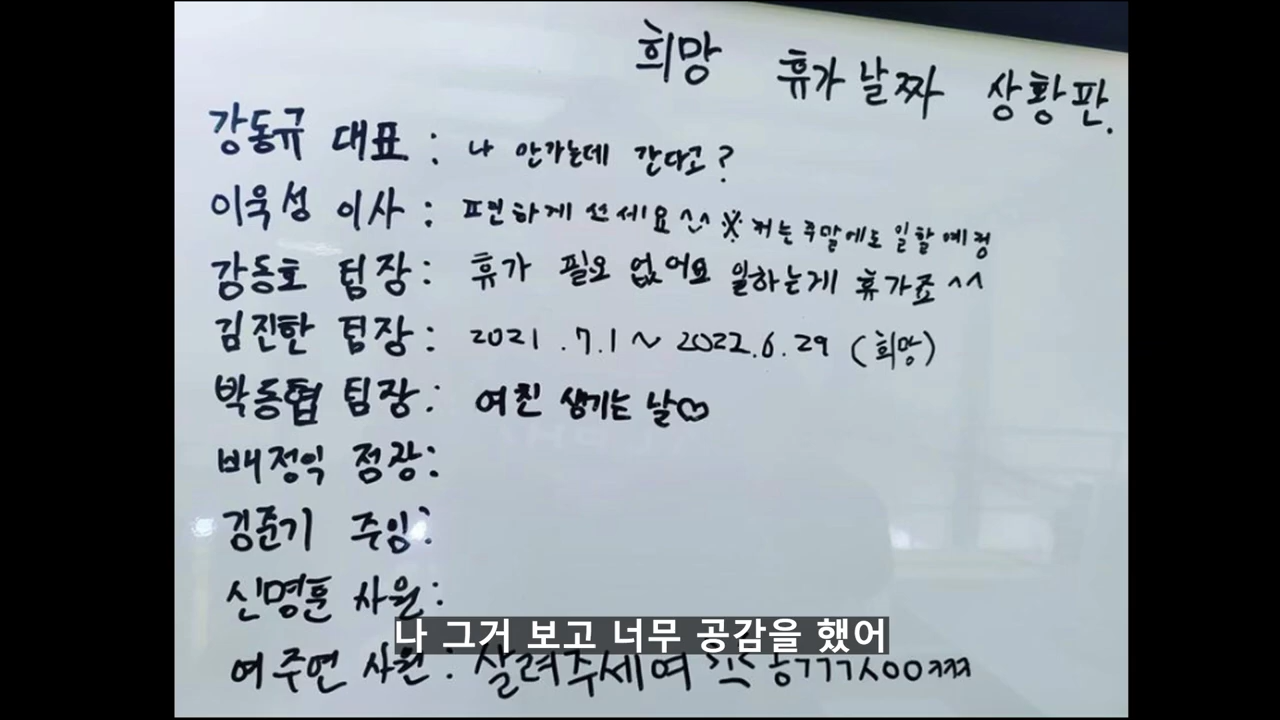 희망 휴가날짜 상황판.
강동규 대표 : 나 안가는데 간다고?
이욱성 이사 : 편하게 쓰세요^^ ※저는 주말에도 일할 예정
강동호 팀장 : 휴가 필요 없어요 일하는게 휴가죠^^
김진한 팀장 : 2021.7.1~2022.6.29 (희망)
박동협 팀장 : 여친 생기는 날♡
배정익 점장:
김준기 주임:
신명훈 사원:
나 그거 보고 너무 공감을 했어
여주연 사원 : 살려주세여